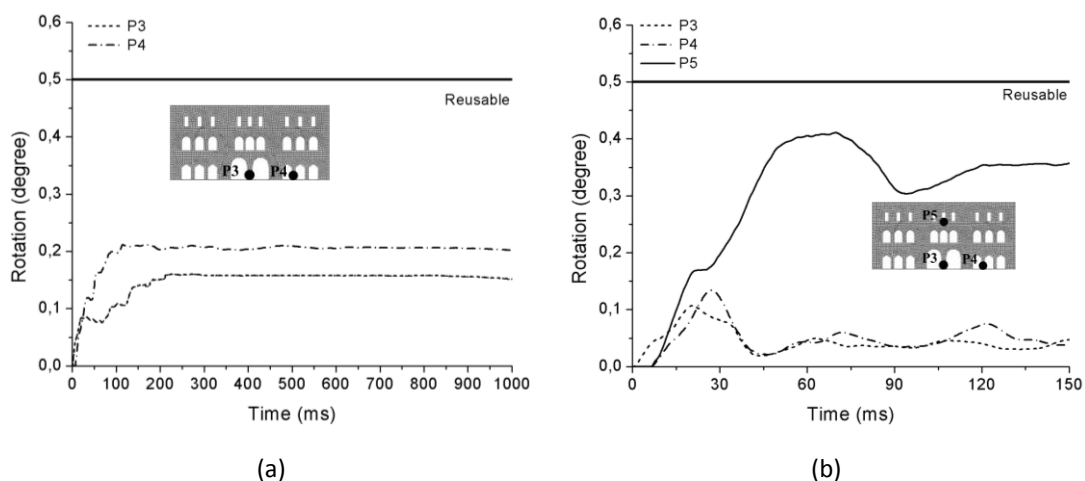 P3
P4
0,6
0,5
0,4
0,3
0,2
0,1
0,0
Rotation (degree)
Reusable
P3 P4
0 100 200 300 400 500 600 700 800 900 1000
Time (ms)
(a)
P3
P4
P5
0,6
0,5
0,4
0,3
0,2
0,1
0,0
Rotation (degree)
Reusable
P5
P3 P4
0 30 60 90 120 150
Time (ms)
(b)